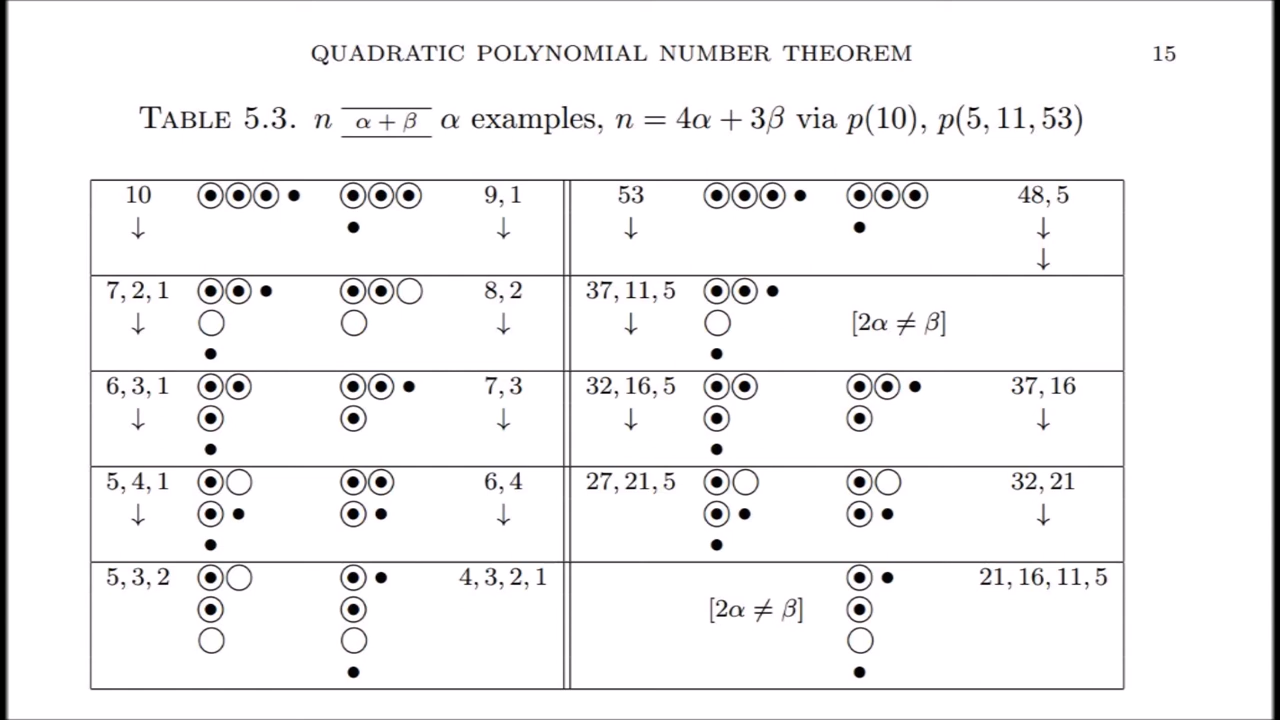 QUADRATIC POLYNOMIAL NUMBER THEOREM 15
TABLE 5.3. n α + β α examples, n = 4α + 3β via p(10), p(5, 11, 53)
10 ⦿⦿⦿• ⦿⦿⦿ 9, 1 53 ⦿⦿⦿• ⦿⦿⦿ 48, 5
↓ • ↓ ↓ • ↓
↓
7, 2, 1 ⦿⦿• ⦿⦿◯ 8, 2 37, 11, 5 ⦿⦿•
↓ ◯ ◯ ↓ ↓ ◯ [2α ≠ β]
• •
6, 3, 1 ⦿⦿ ⦿⦿• 7, 3 32, 16, 5 ⦿⦿ ⦿⦿• 37, 16
↓ ⦿ ⦿ ↓ ↓ ⦿ ⦿ ↓
• •
5, 4, 1 ⦿◯ ⦿⦿ 6, 4 27, 21, 5 ⦿◯ ⦿◯ 32, 21
↓ ⦿• ⦿• ↓ ⦿• ⦿• ↓
• •
5, 3, 2 ⦿◯ ⦿• 4, 3, 2, 1 ⦿• 21, 16, 11, 5
⦿ ⦿ [2α ≠ β] ⦿
◯ ◯ ◯
• •